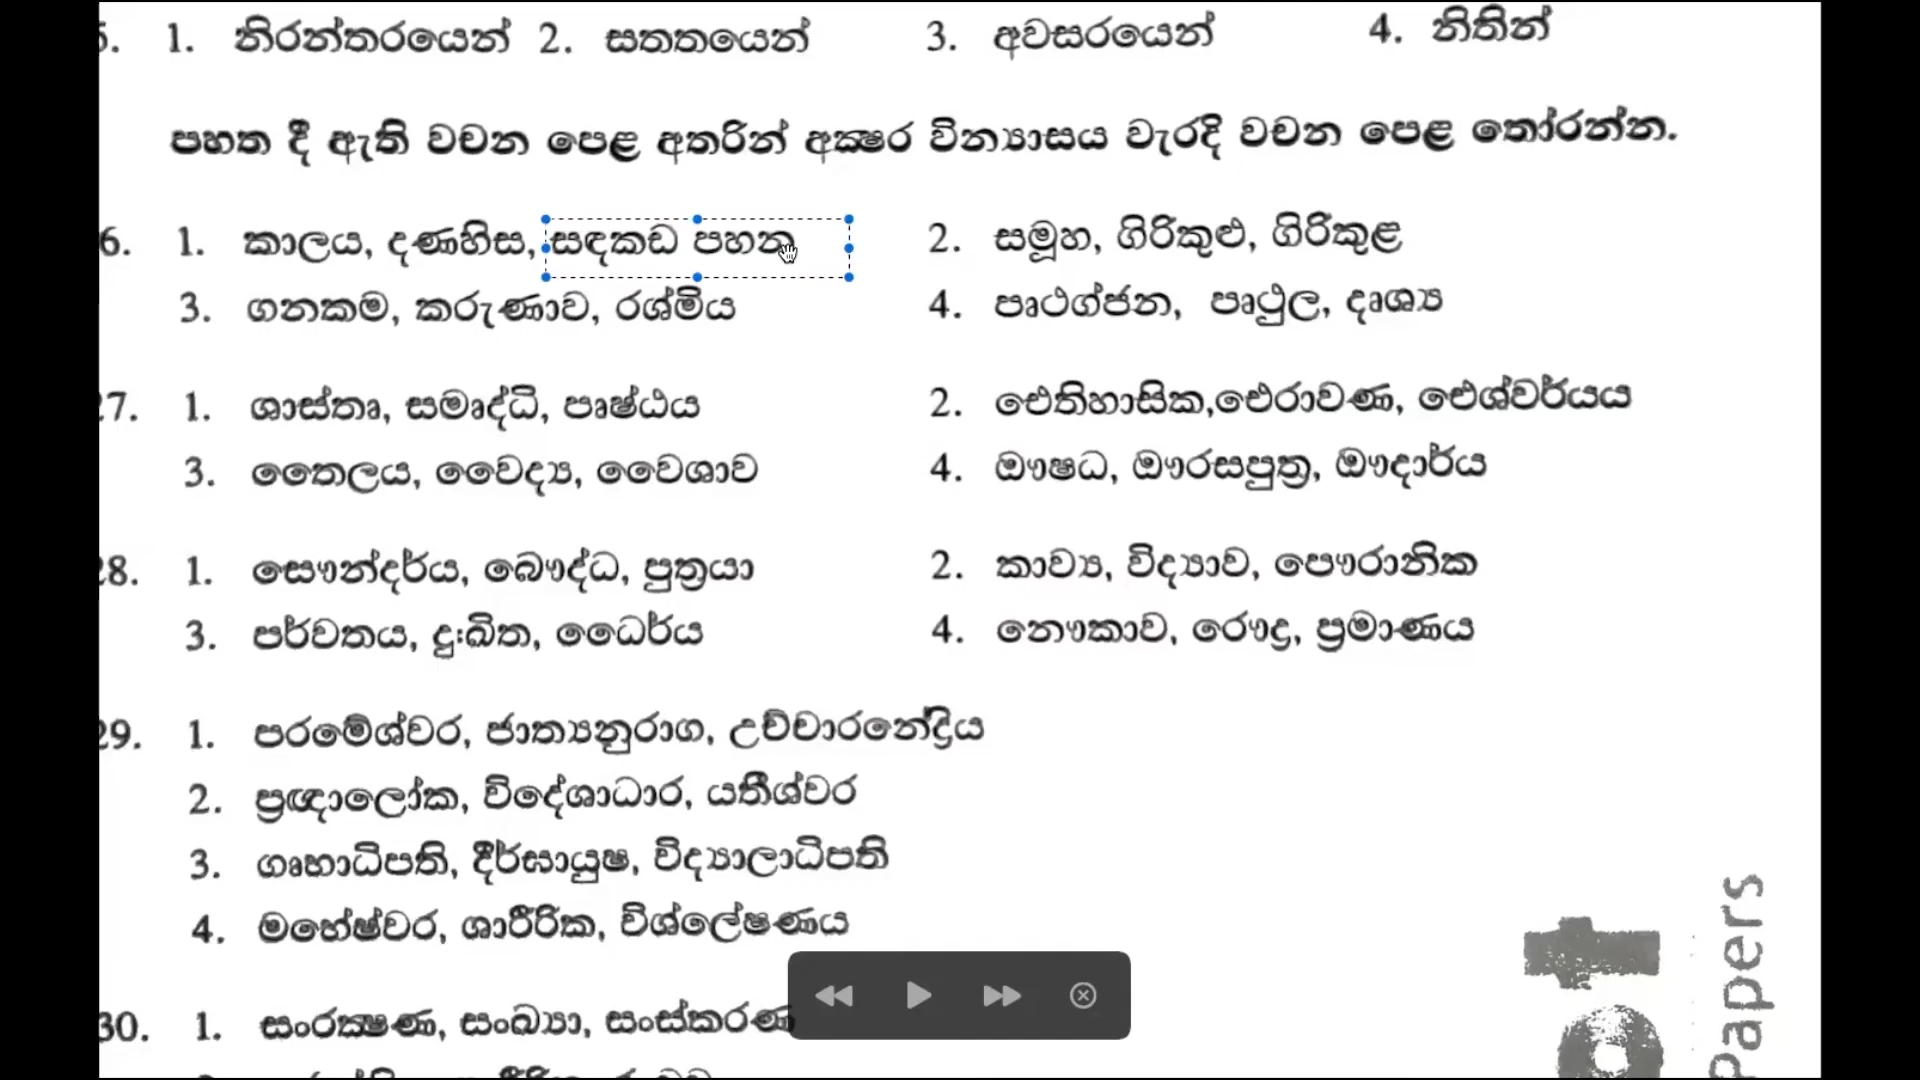 5. 1. නිරන්තරයෙන් 2. සතතයෙන් 3. අවසරයෙන් 4. නිතින්
පහත දී ඇති වචන පෙළ අතරින් අක්‍ෂර වින්‍යාසය වැරදි වචන පෙළ තෝරන්න.
6. 1. කාලය, දණහිස, සඳකඩ පහන 2. සමූහ, ගිරිකුළු, ගිරිකුළ
3. ගනකම, කරුණාව, රශ්මිය 4. පෘථග්ජන, පෘථුල, දෘශ්‍ය
27. 1. ශාස්තෘ, සමෘද්ධි, පෘෂ්ඨය 2. ඓතිහාසික,ඓරාවණ, ඓශ්වර්යය
3. තෛලය, වෛද්‍ය, වෛශාව 4. ඖෂධ, ඖරසපුත්‍ර, ඖදාර්ය
28. 1. සෞන්දර්ය, බෞද්ධ, පුත්‍රයා 2. කාව්‍ය, විද්‍යාව, පෞරානික
3. පර්වතය, දුඃඛිත, ධෛර්ය 4. නෞකාව, රෞද්‍ර, ප්‍රමාණය
29. 1. පරමේශ්වර, ජාත්‍යනුරාග, උච්චාරනේද්‍රිය
2. ප්‍රඥාලෝක, විදේශාධාර, යතීශ්වර
3. ගෘහාධිපති, දීර්ඝායුෂ, විද්‍යාලාධිපති
4. මහේෂ්වර, ශාරීරික, විශ්ලේෂණය
30. 1. සංරක්‍ෂණ, සංඛ්‍යා, සංස්කරණ
Papers